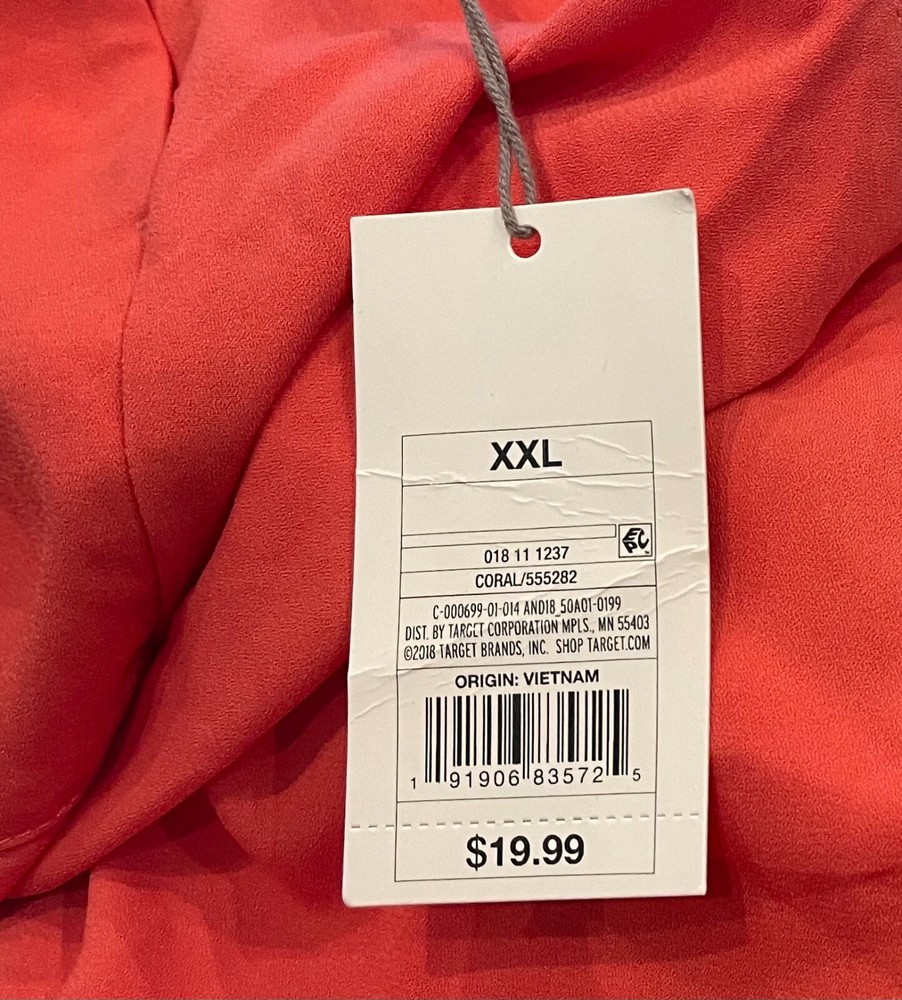 XXL
EPC
018 11 1237
CORAL/555282
C-000699-01-014 AND18_50A01-0199
DIST. BY TARGET CORPORATION MPLS., MN 55403
©2018 TARGET BRANDS, INC. SHOP TARGET.COM
ORIGIN: VIETNAM
1 91906 83572 5
$19.99